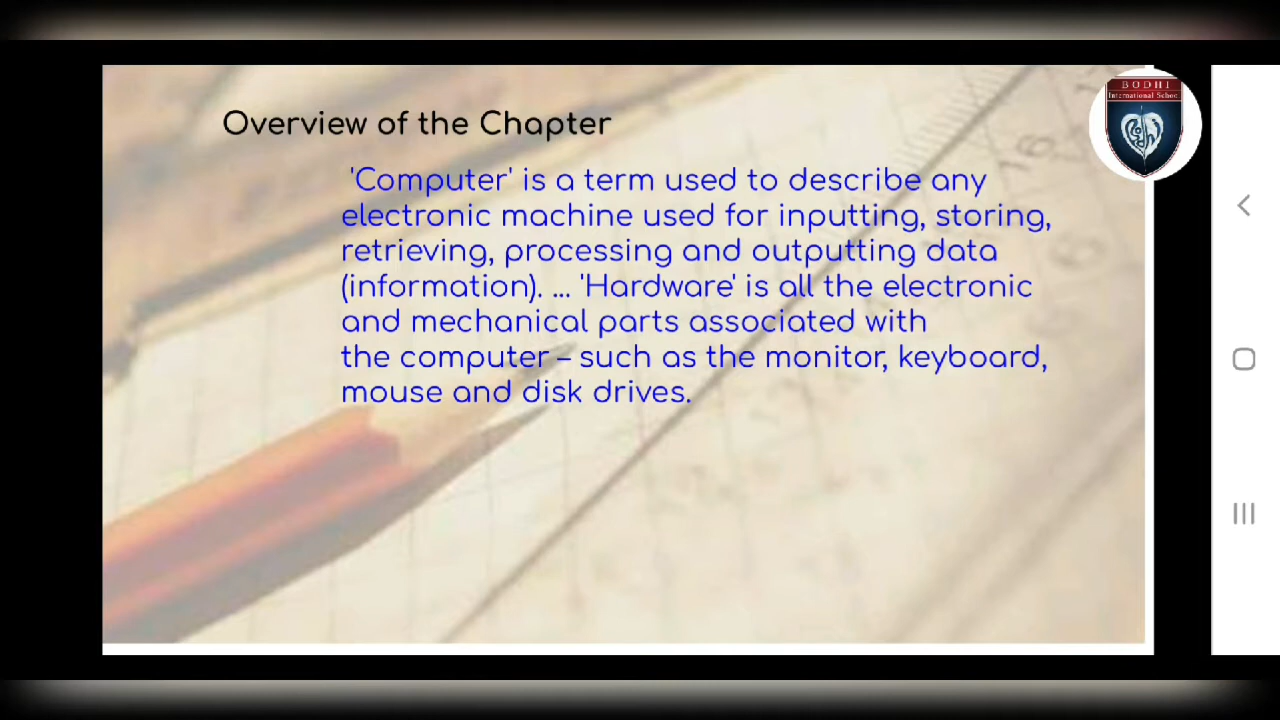 BODHI
International School
Overview of the Chapter
'Computer' is a term used to describe any
electronic machine used for inputting, storing,
retrieving, processing and outputting data
(information). ... 'Hardware' is all the electronic
and mechanical parts associated with
the computer – such as the monitor, keyboard,
mouse and disk drives.